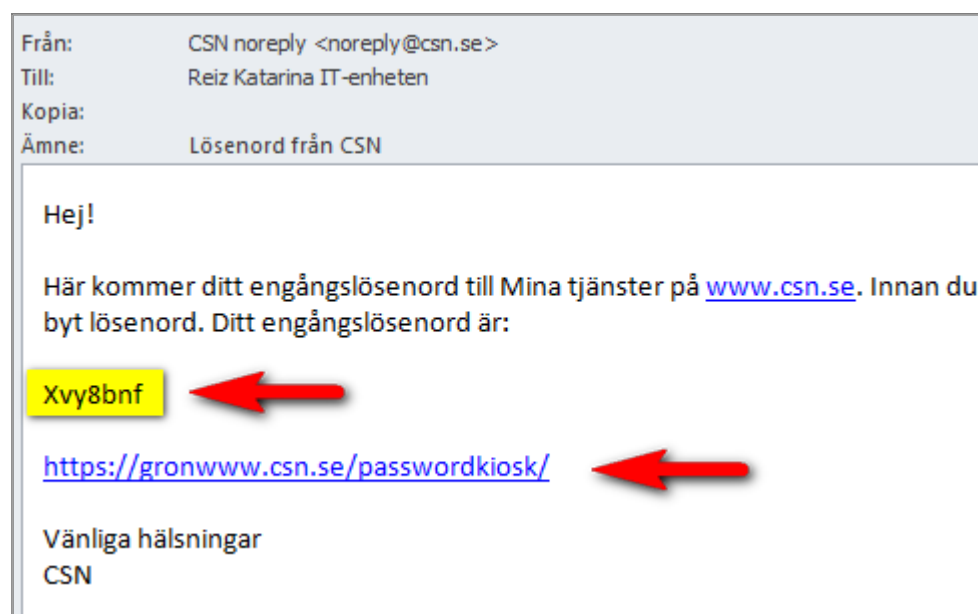 Från: CSN noreply <noreply@csn.se>
Till: Reiz Katarina IT-enheten
Kopia:
Ämne: Lösenord från CSN
Hej!
Här kommer ditt engångslösenord till Mina tjänster på www.csn.se. Innan du
byt lösenord. Ditt engångslösenord är:
Xvy8bnf
https://gronwww.csn.se/passwordkiosk/
Vänliga hälsningar
CSN